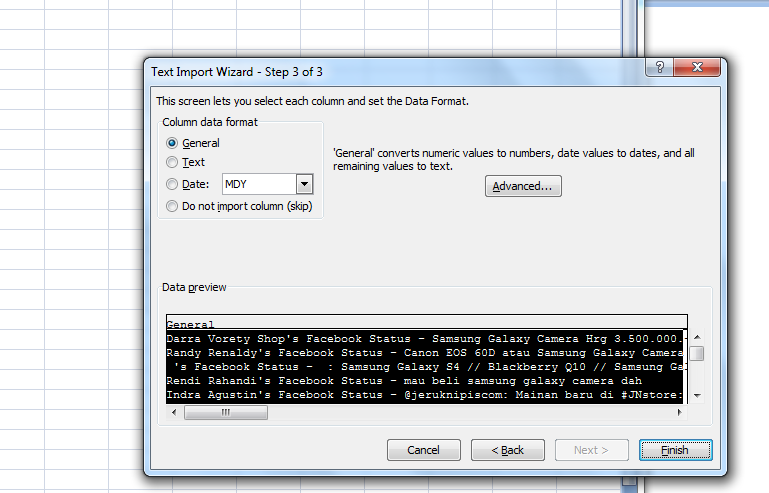 Text Import Wizard - Step 3 of 3
?
This screen lets you select each column and set the Data Format.
Column data format
General
Text
Date: MDY
Do not import column (skip)
'General' converts numeric values to numbers, date values to dates, and all
remaining values to text.
Advanced...
Data preview
General
Darra Vorety Shop's Facebook Status - Samsung Galaxy Camera Hrg 3.500.000.-
Randy Renaldy's Facebook Status - Canon EOS 60D atau Samsung Galaxy Camera
's Facebook Status -  : Samsung Galaxy S4 // Blackberry Q10 // Samsung Gal
Rendi Rahandi's Facebook Status - mau beli samsung galaxy camera dah
Indra Agustin's Facebook Status - @jeruknipiscom: Mainan baru di #JNstore:
Cancel
< Back
Next >
Finish